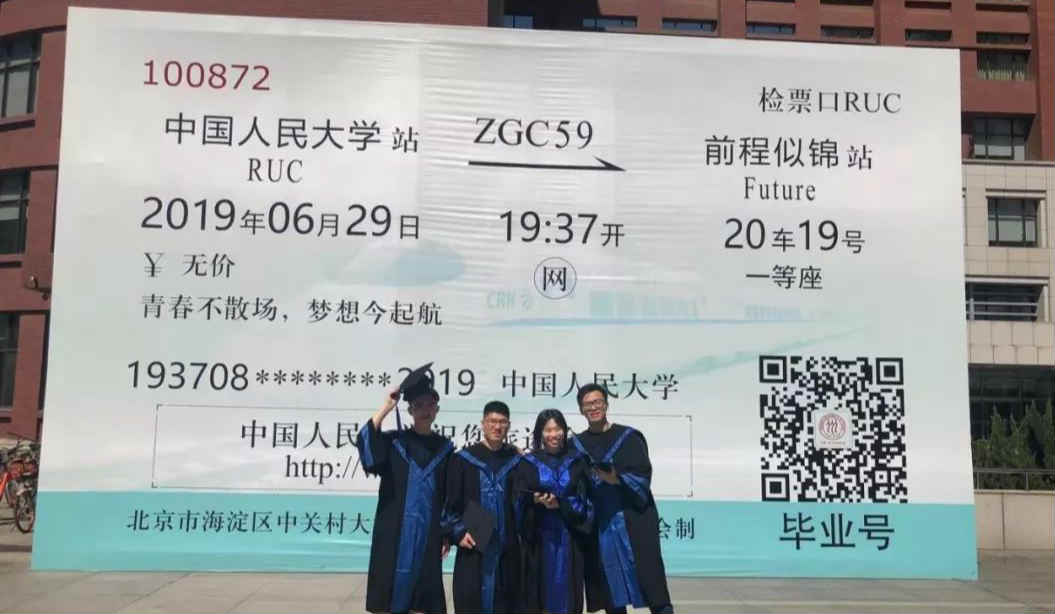 100872
检票口RUC
中国人民大学站 ZGC59 前程似锦站
RUC Future
2019年06月29日 19:37开 20车19号
¥ 无价 网 一等座
青春不散场，梦想今起航
CRH
193708********2019 中国人民大学
中国人民 祝您
http://
北京市海淀区中关村大 制
毕业号